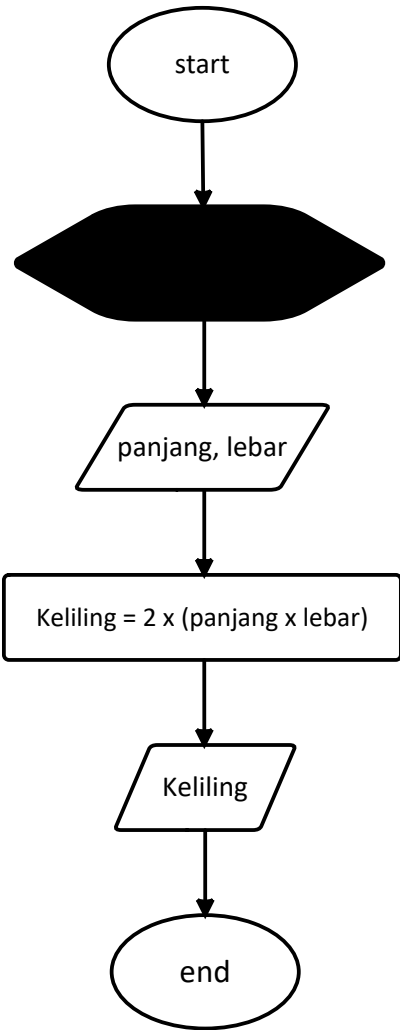 start
panjang, lebar
Keliling = 2 x (panjang x lebar)
Keliling
end